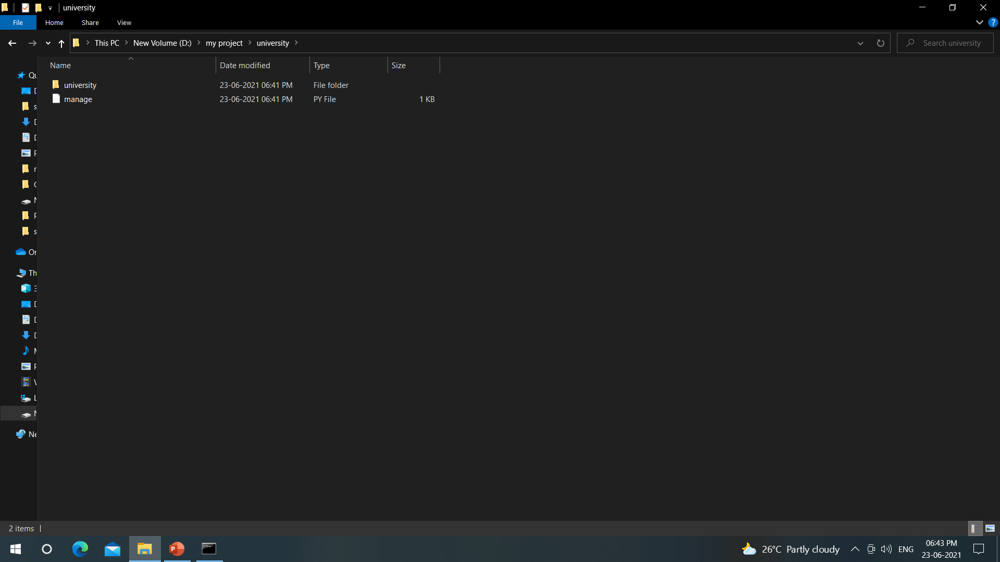 university
File Home Share View
This PC New Volume (D:) my project university Search university
Name Date modified Type Size
university 23-06-2021 06:41 PM File folder
manage 23-06-2021 06:41 PM PY File 1 KB
Qu
Or
Th
3
Ne
2 items
26°C Partly cloudy ENG 06:43 PM
23-06-2021